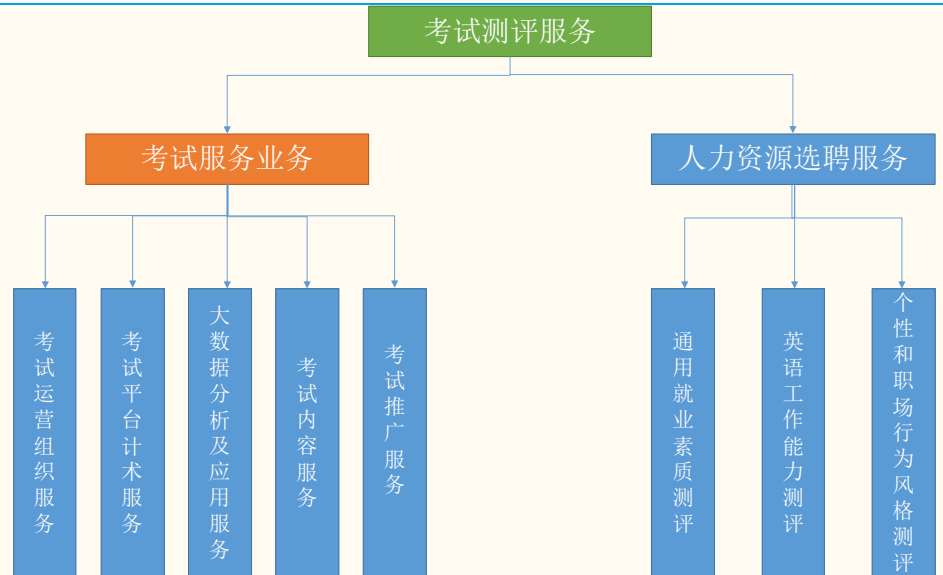 考试测评服务
考试服务业务
人力资源选聘服务
考试运营组织服务
考试平台计术服务
大数据分析及应用服务
考试内容服务
考试推广服务
通用就业素质测评
英语工作能力测评
个性和职场行为风格测评